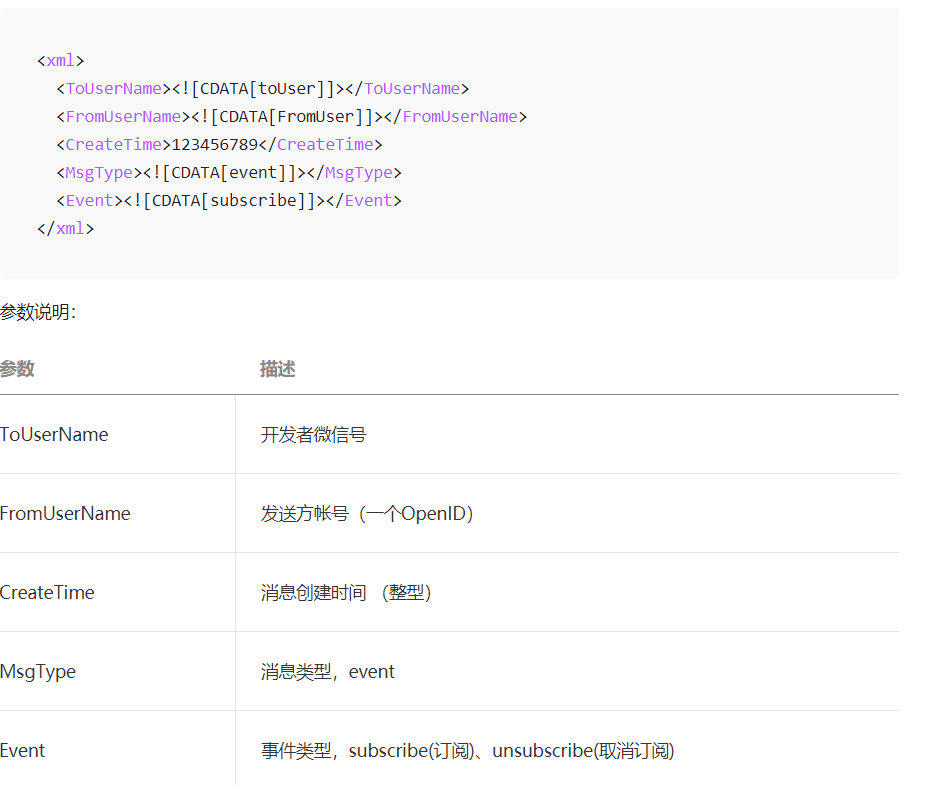 <xml>
  <ToUserName><![CDATA[toUser]]></ToUserName>
  <FromUserName><![CDATA[FromUser]]></FromUserName>
  <CreateTime>123456789</CreateTime>
  <MsgType><![CDATA[event]]></MsgType>
  <Event><![CDATA[subscribe]]></Event>
</xml>
参数说明：
参数 描述
ToUserName 开发者微信号
FromUserName 发送方帐号（一个OpenID）
CreateTime 消息创建时间 （整型）
MsgType 消息类型，event
Event 事件类型，subscribe(订阅)、unsubscribe(取消订阅)